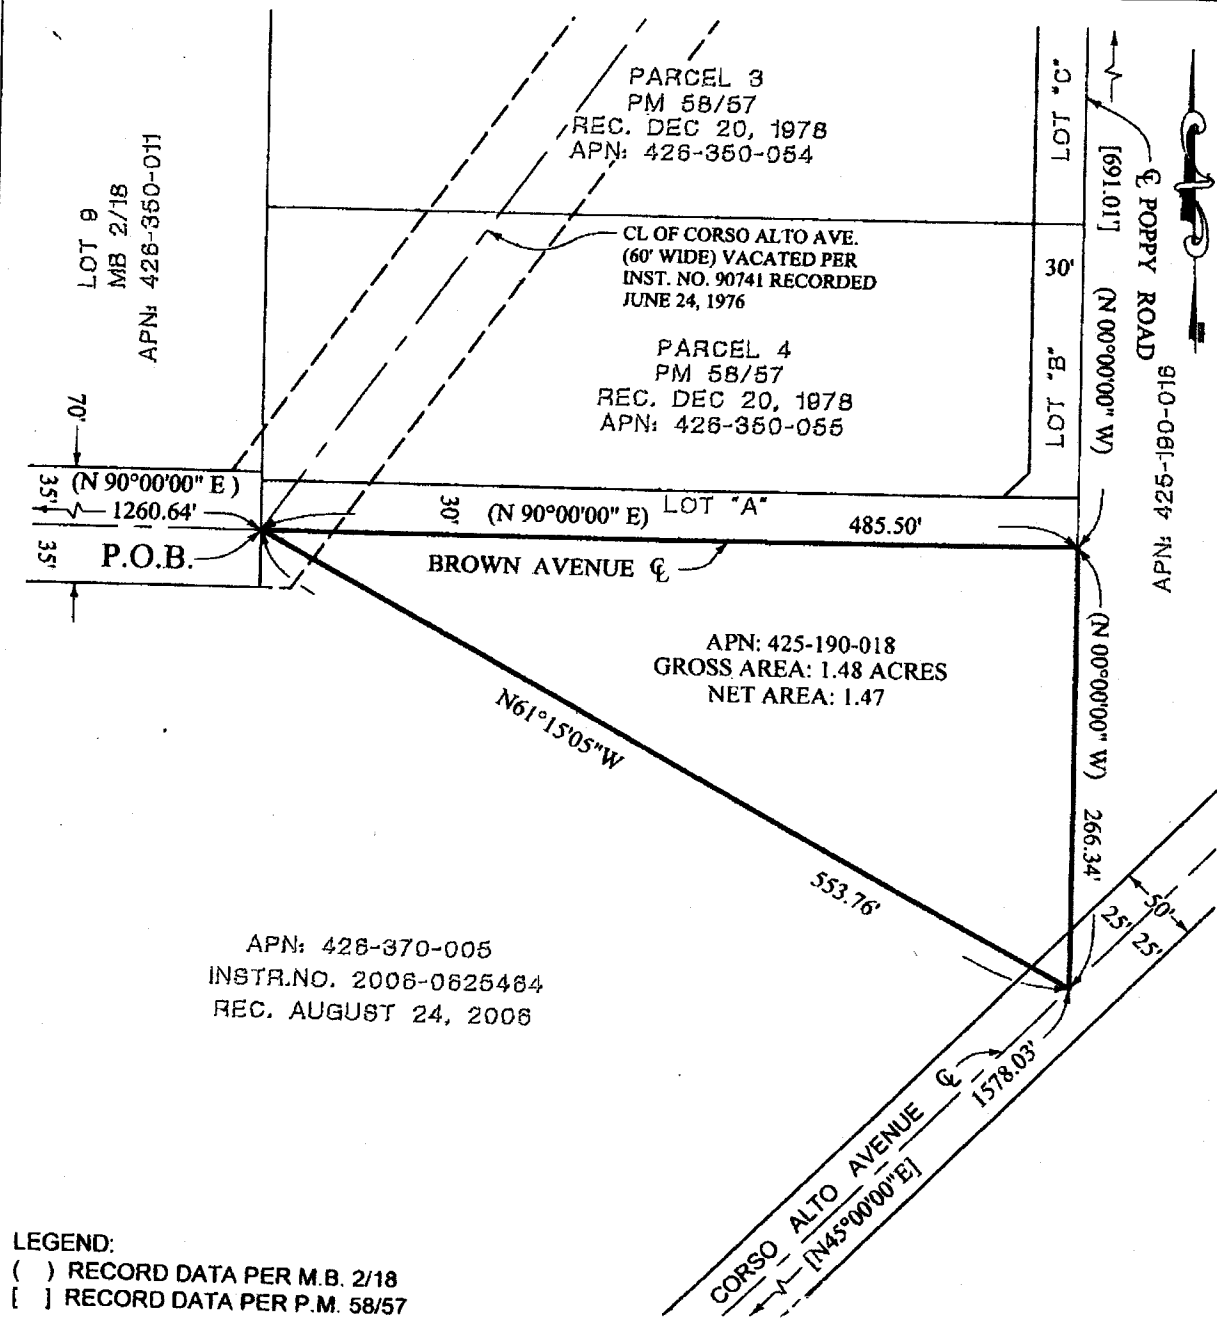 PARCEL 3
PM 58/57
REC. DEC 20, 1978
APN: 426-350-054
LOT "C"
[691.01']
℄ POPPY ROAD
LOT 9
MB 2/18
APN: 426-350-011
CL OF CORSO ALTO AVE.
(60' WIDE) VACATED PER
INST. NO. 90741 RECORDED
JUNE 24, 1976
30'
(N 00°00'00" W)
PARCEL 4
PM 58/57
REC. DEC 20, 1978
APN: 426-350-055
LOT "B"
APN: 425-190-016
70'
35'
(N 90°00'00" E )
1260.64'
35'
P.O.B.
30'
(N 90°00'00" E)
LOT "A"
485.50'
BROWN AVENUE ℄
APN: 425-190-018
GROSS AREA: 1.48 ACRES
NET AREA: 1.47
(N 00°00'00" W)
266.34'
N61°15'05"W
553.76'
50'
25'
25'
APN: 426-370-005
INSTR.NO. 2006-0625464
REC. AUGUST 24, 2006
1578.03'
CORSO ALTO AVENUE ℄
[N45°00'00"E]
LEGEND:
( ) RECORD DATA PER M.B. 2/18
[ ] RECORD DATA PER P.M. 58/57